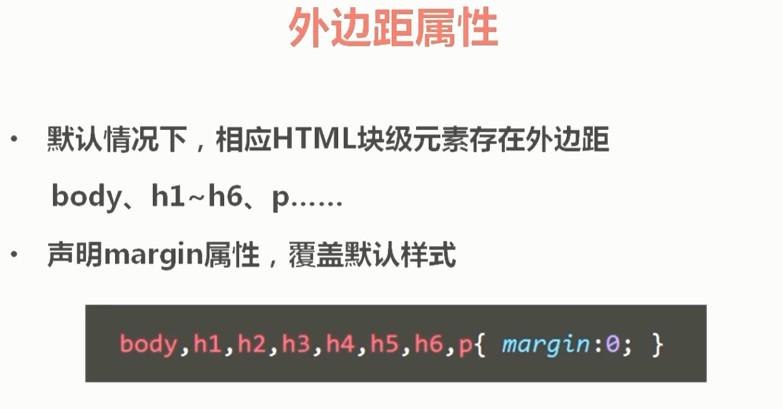 外边距属性
• 默认情况下，相应HTML块级元素存在外边距
body、h1~h6、p……
• 声明margin属性，覆盖默认样式
body,h1,h2,h3,h4,h5,h6,p{ margin:0; }